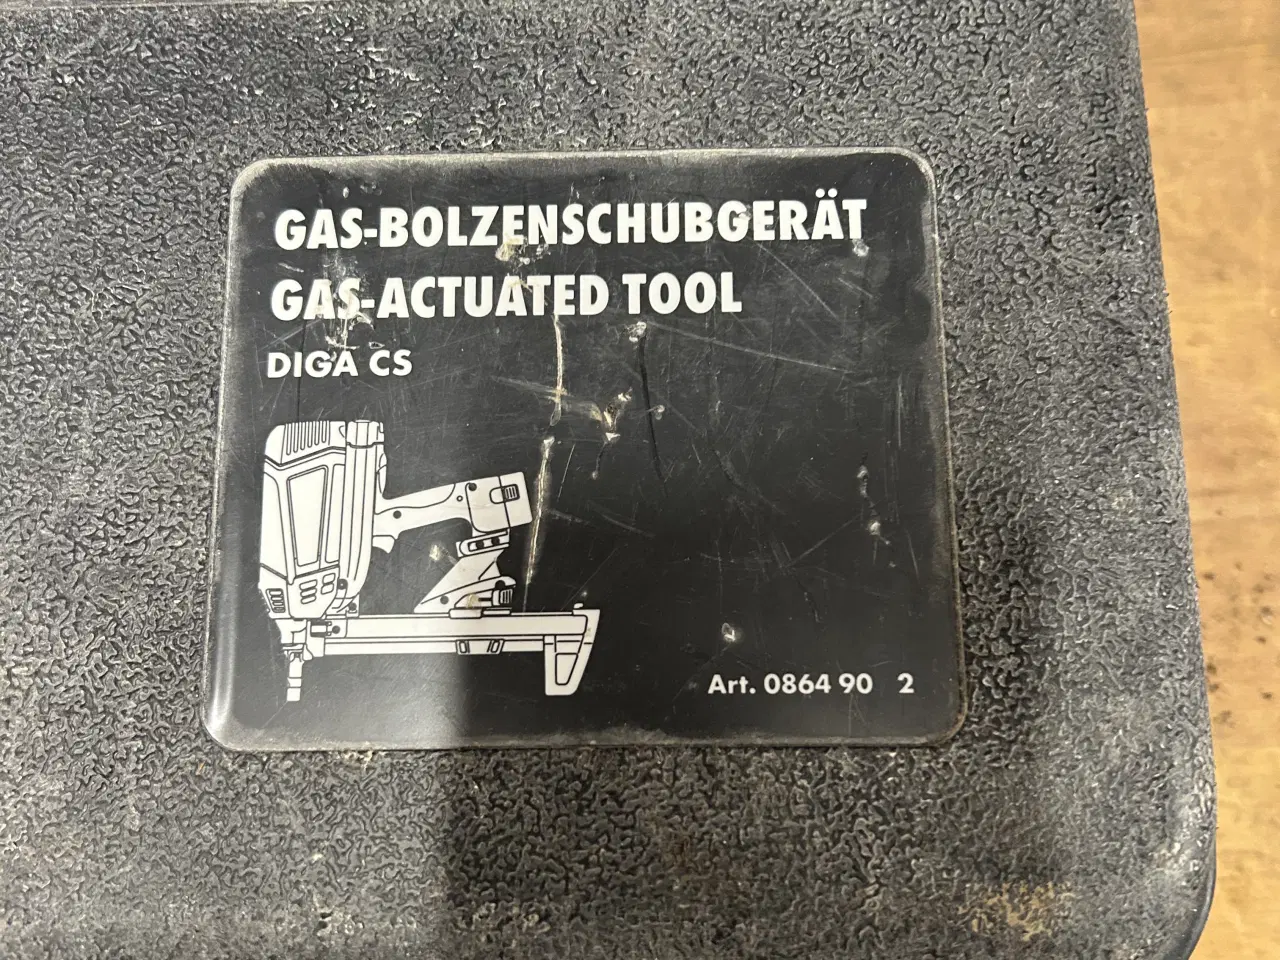 GAS-BOLZENSCHUBGERÄT
GAS-ACTUATED TOOL
DIGA CS
Art. 0864 90 2